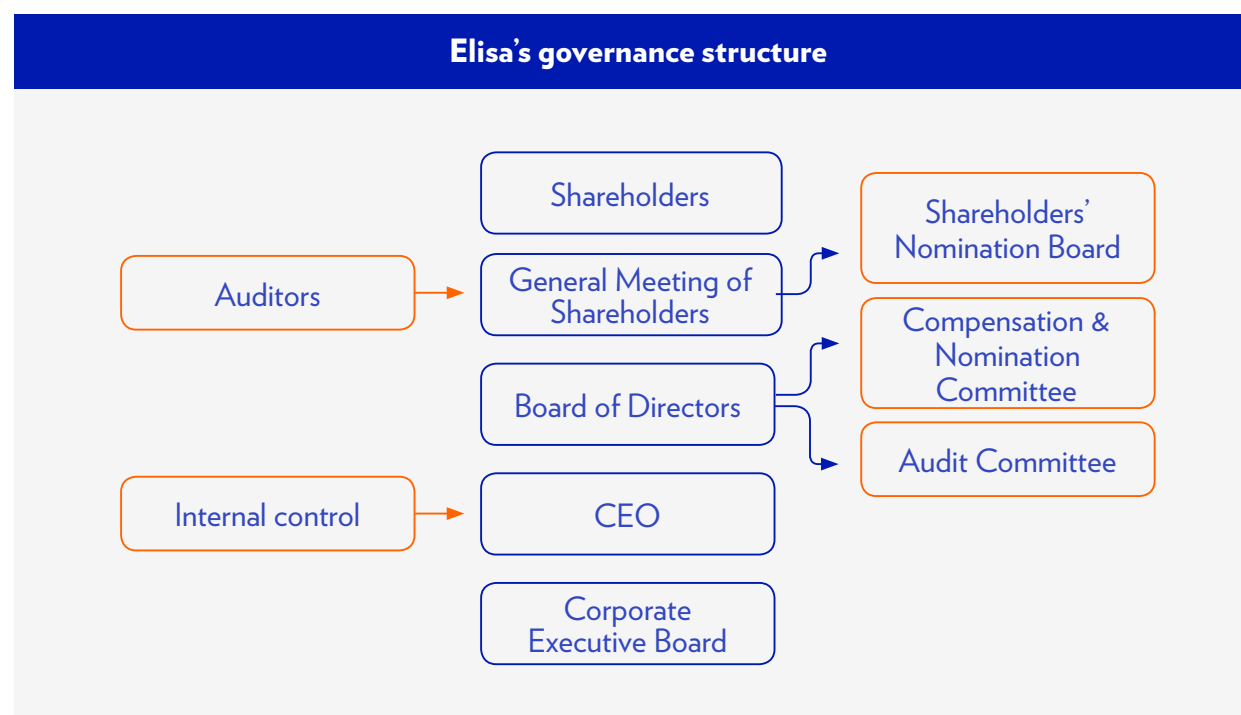 Elisa’s governance structure
Shareholders
Shareholders’
Nomination Board
Auditors
General Meeting of
Shareholders
Compensation &
Nomination
Committee
Board of Directors
Audit Committee
Internal control
CEO
Corporate
Executive Board